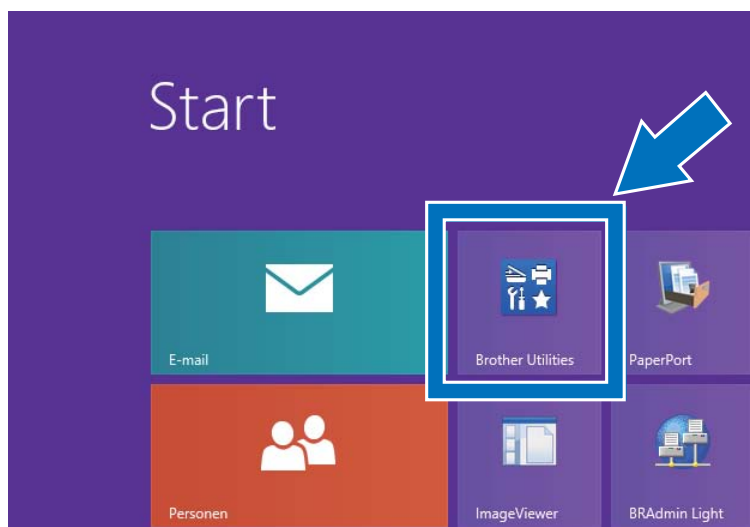 Start
E-mail
Brother Utilities
PaperPort
Personen
ImageViewer
BRAdmin Light